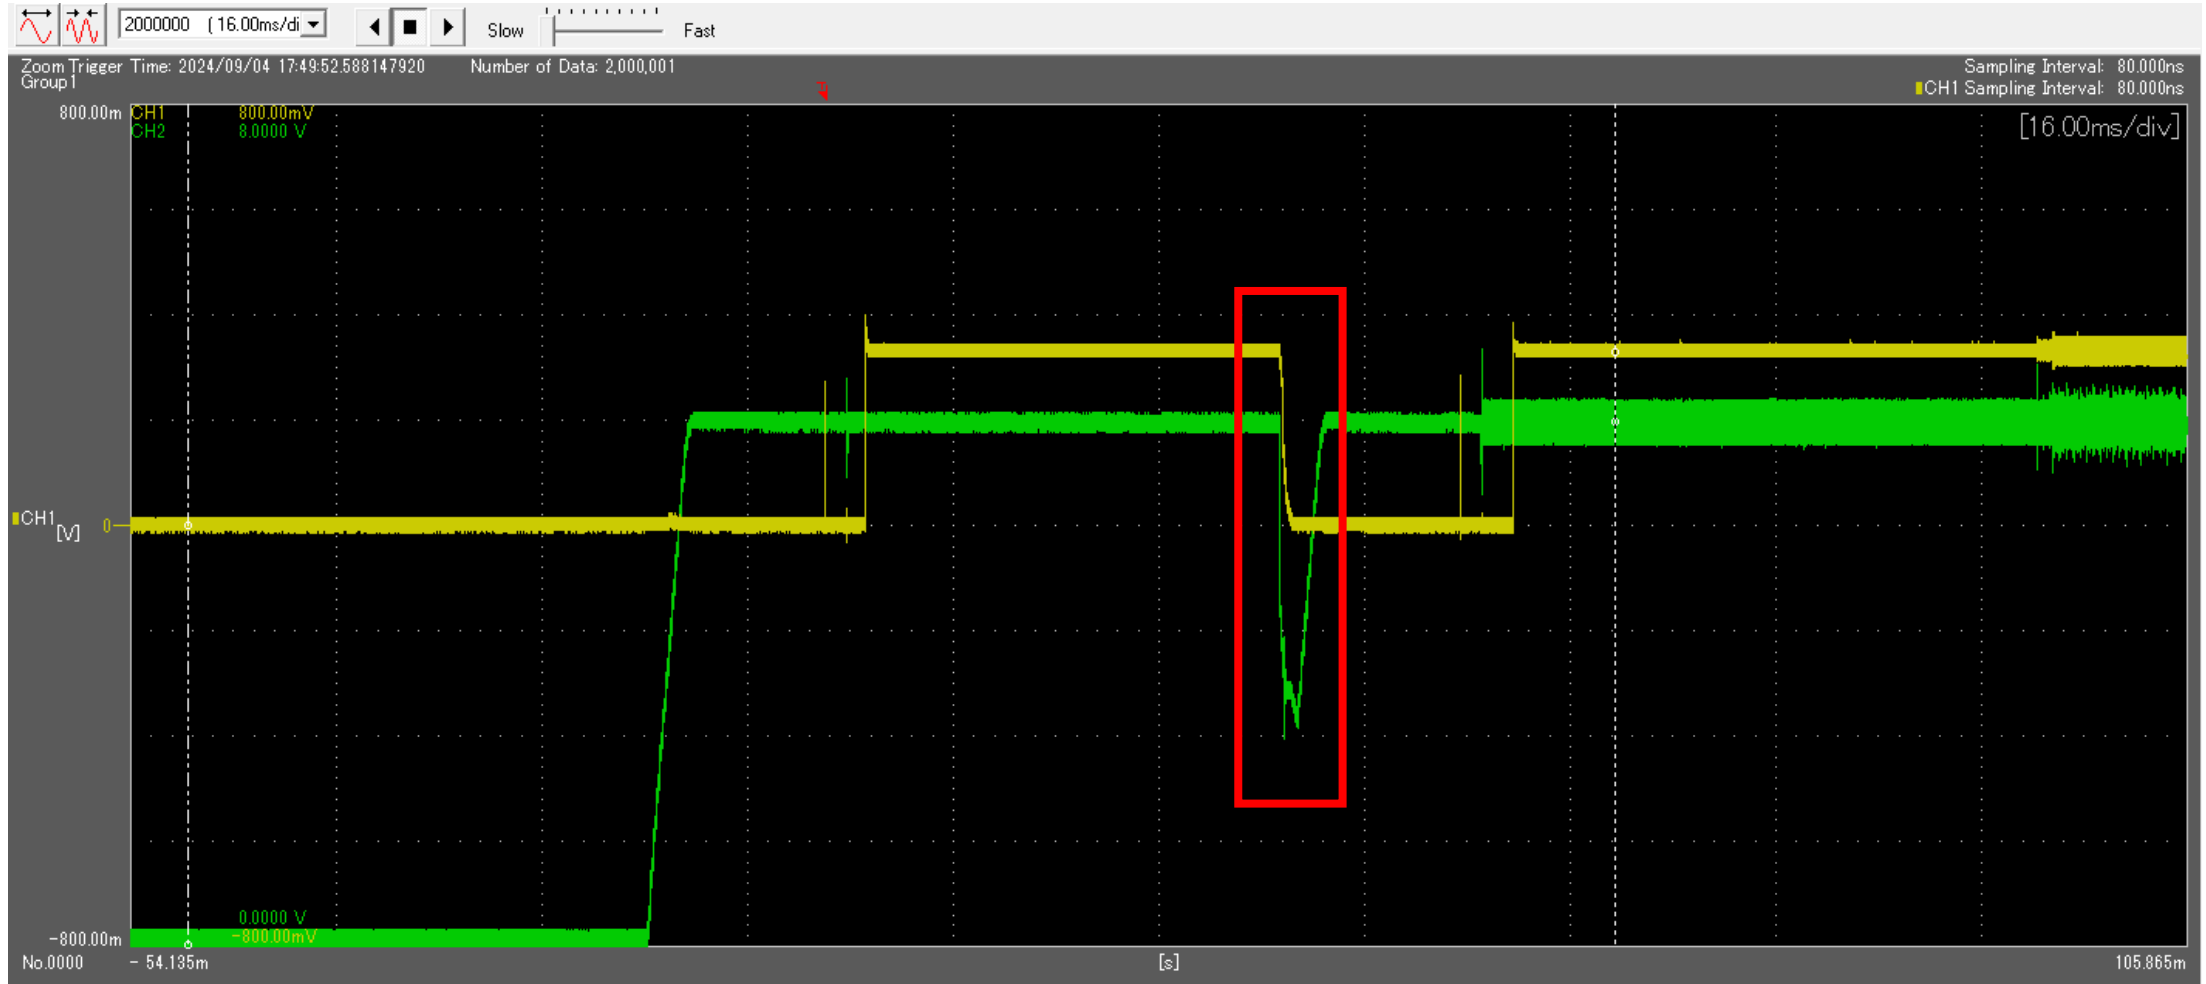 2000000 ( 16.00ms/di
Slow
Fast
Zoom Trigger Time: 2024/09/04 17:49:52.588147920 Number of Data: 2,000,001
Sampling Interval: 80.000ns
Group1
CH1 Sampling Interval: 80.000ns
800.00m
CH1 800.00mV
CH2 8.0000 V
[16.00ms/div]
CH1
[V]
0
0.0000 V
-800.00mV
-800.00m
No.0000
- 54.135m
[s]
105.865m